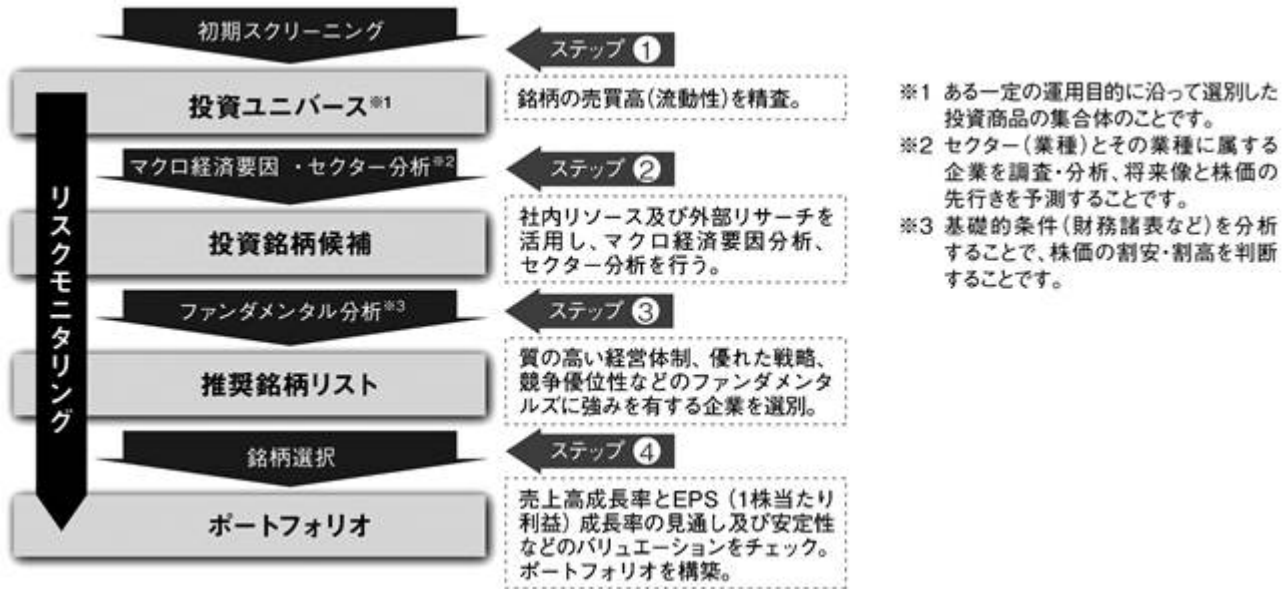 初期スクリーニング
ステップ ❶
投資ユニバース※1
銘柄の売買高(流動性)を精査。
マクロ経済要因 ・セクター分析※2
ステップ ❷
投資銘柄候補
社内リソース及び外部リサーチを
活用し、マクロ経済要因分析、
セクター分析を行う。
ファンダメンタル分析※3
ステップ ❸
推奨銘柄リスト
質の高い経営体制、優れた戦略、
競争優位性などのファンダメンタ
ルズに強みを有する企業を選別。
銘柄選択
ステップ ❹
ポートフォリオ
売上高成長率とEPS(1株当たり
利益)成長率の見通し及び安定性
などのバリュエーションをチェック。
ポートフォリオを構築。
リスクモニタリング
※1 ある一定の運用目的に沿って選別した
投資商品の集合体のことです。
※2 セクター(業種)とその業種に属する
企業を調査・分析、将来像と株価の
先行きを予測することです。
※3 基礎的条件(財務諸表など)を分析
することで、株価の割安・割高を判断
することです。